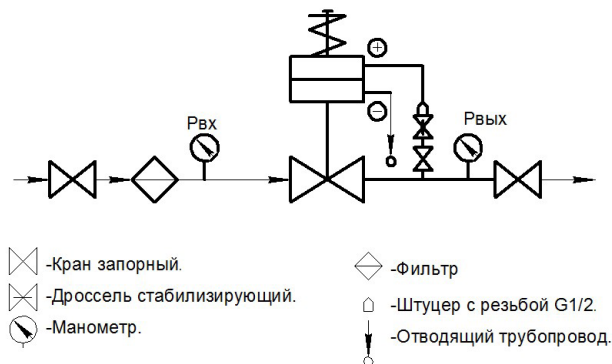 +
−
Рвх
Рвых
-Кран запорный.
-Дроссель стабилизирующий.
-Манометр.
-Фильтр
-Штуцер с резьбой G1/2.
-Отводящий трубопровод.